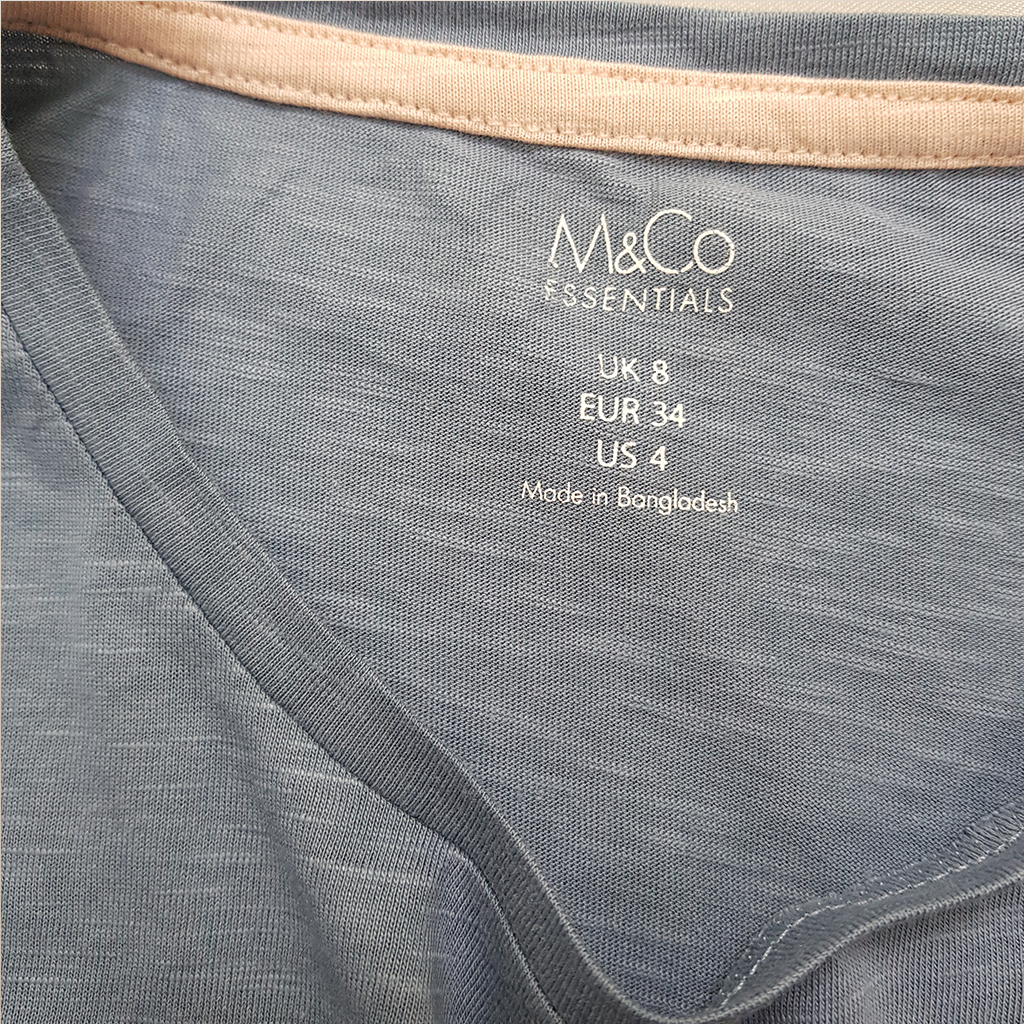 M&Co
ESSENTIALS
UK 8
EUR 34
US 4
Made in Bangladesh